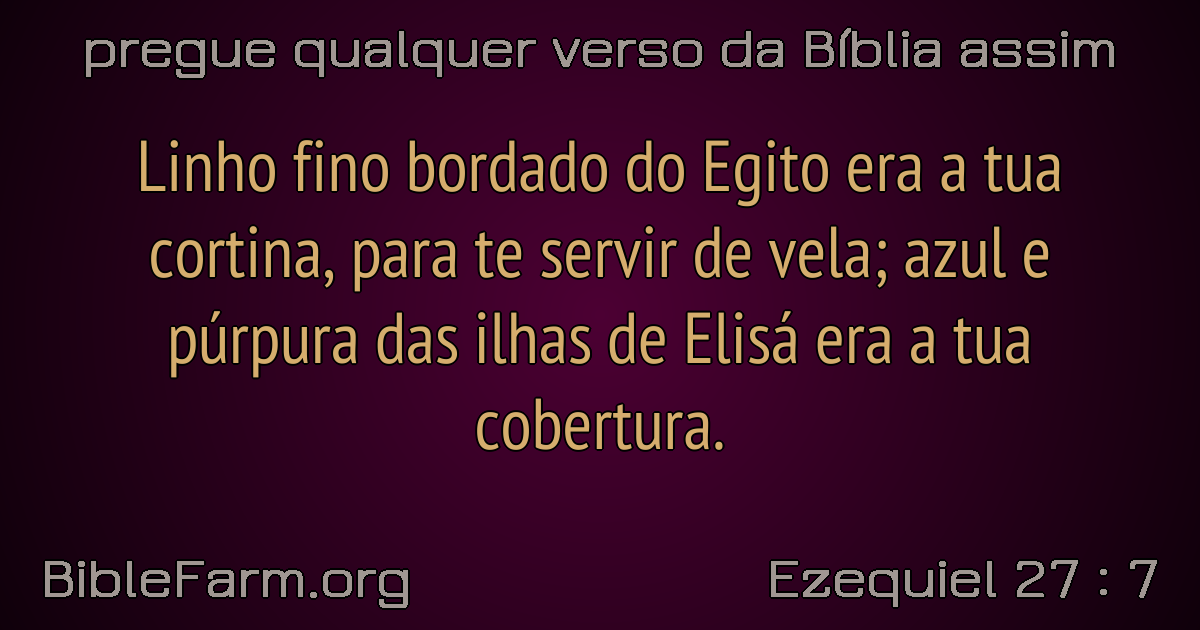 pregue qualquer verso da Bíblia assim
Linho fino bordado do Egito era a tua
cortina, para te servir de vela; azul e
púrpura das ilhas de Elisá era a tua
cobertura.
BibleFarm.org
Ezequiel 27 : 7